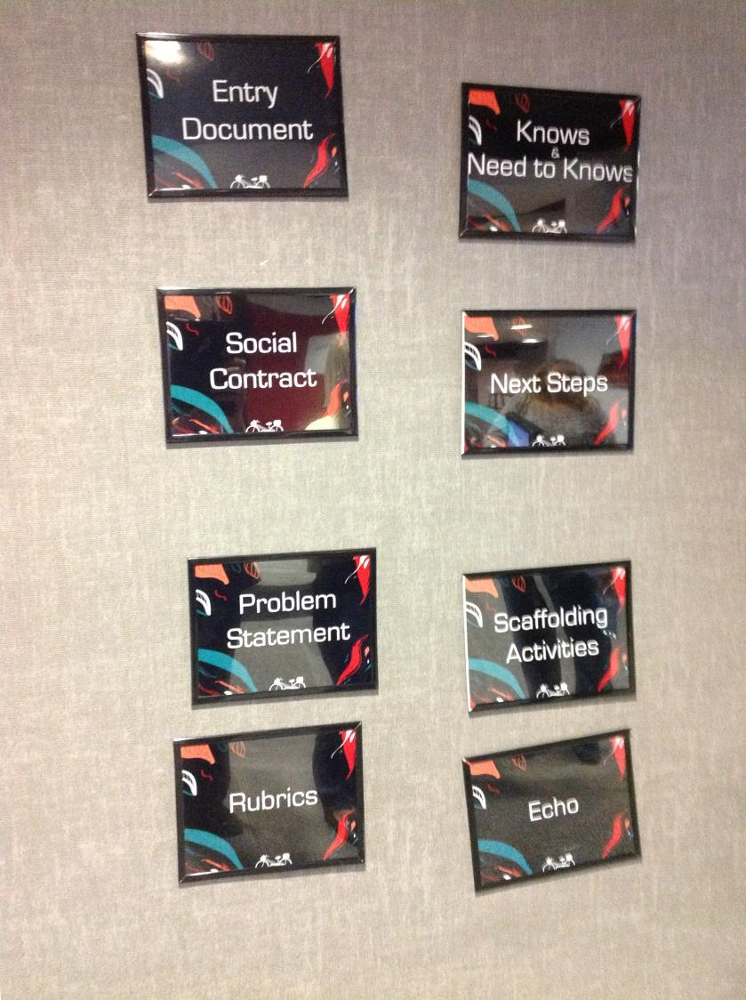 Entry
Document
Knows
&
Need to Knows
Social
Contract
Next Steps
Problem
Statement
Scaffolding
Activities
Rubrics
Echo